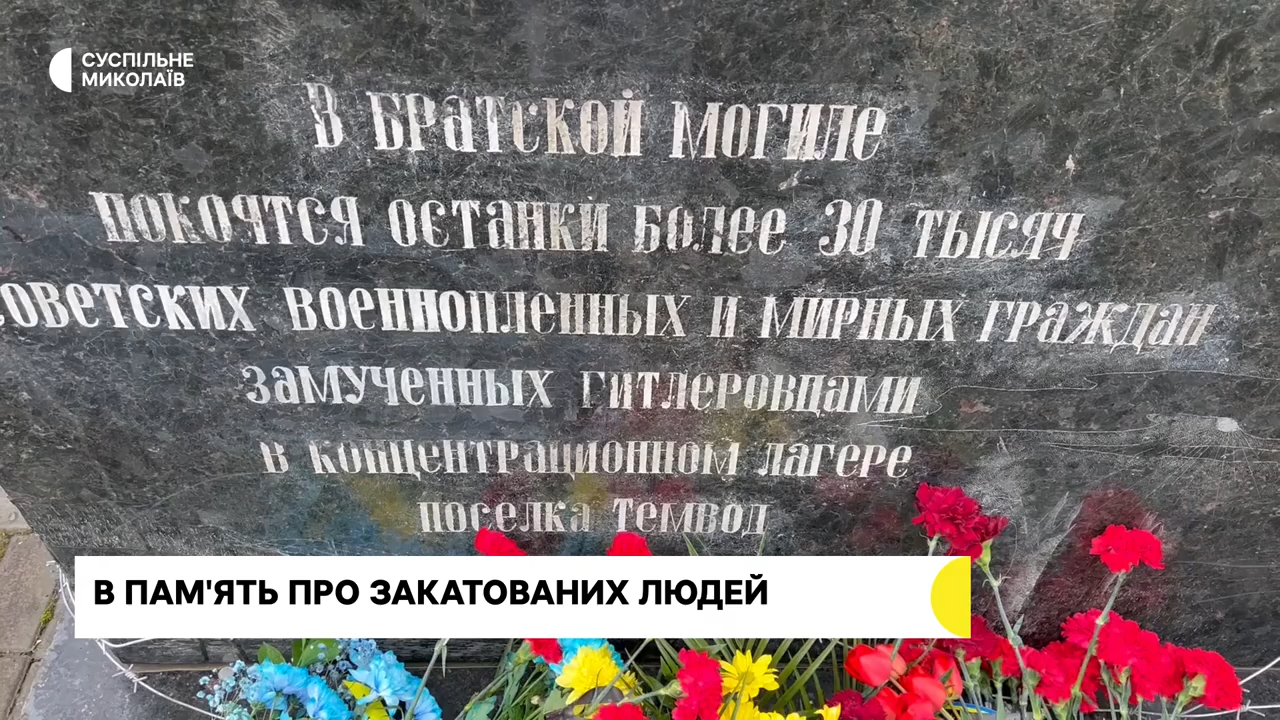 СУСПІЛЬНЕ
МИКОЛАЇВ
В БРАТСКОЙ МОГИЛЕ
ПОКОЯТСЯ ОСТАНКИ БОЛЕЕ 30 ТЫСЯЧ
СОВЕТСКИХ ВОЕННОПЛЕННЫХ И МИРНЫХ ГРАЖДАН
ЗАМУЧЕННЫХ ГИТЛЕРОВЦАМИ
В КОНЦЕНТРАЦИОННОМ ЛАГЕРЕ
ПОСЕЛКА ТЕМВОД
В ПАМ'ЯТЬ ПРО ЗАКАТОВАНИХ ЛЮДЕЙ